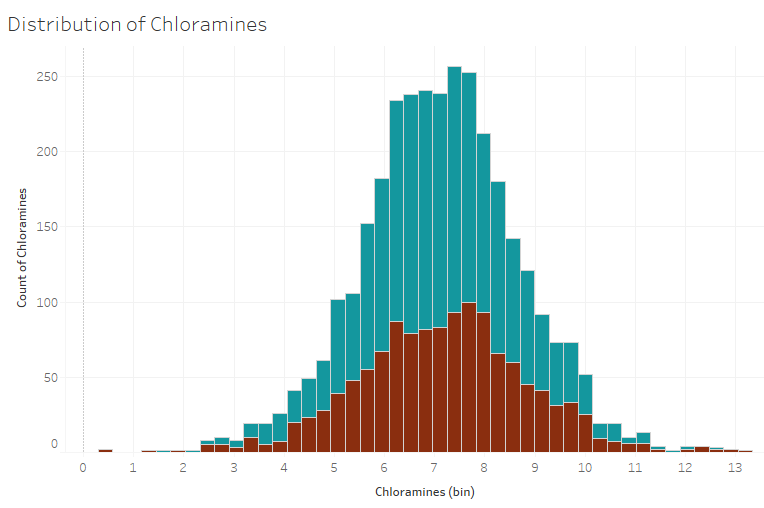 Distribution of Chloramines
250
200
150
100
50
0
Count of Chloramines
0 1 2 3 4 5 6 7 8 9 10 11 12 13
Chloramines (bin)